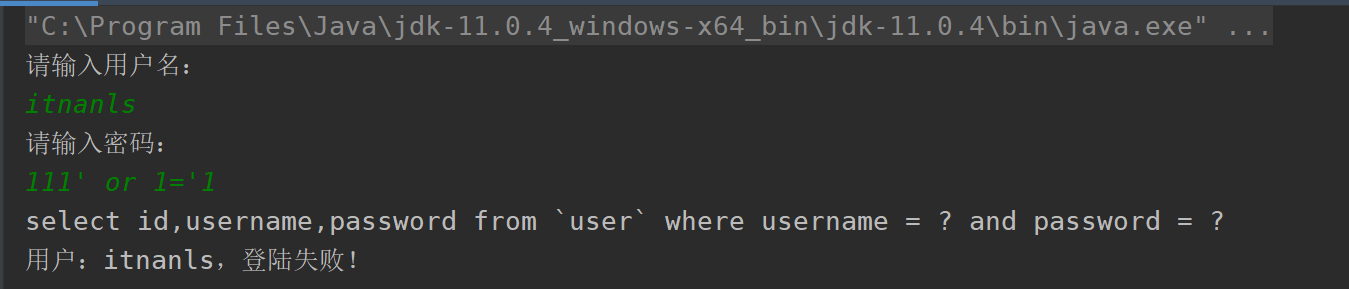 "C:\Program Files\Java\jdk-11.0.4_windows-x64_bin\jdk-11.0.4\bin\java.exe" ...
请输入用户名：
itnanls
请输入密码：
111' or 1='1
select id,username,password from `user` where username = ? and password = ?
用户：itnanls，登陆失败！